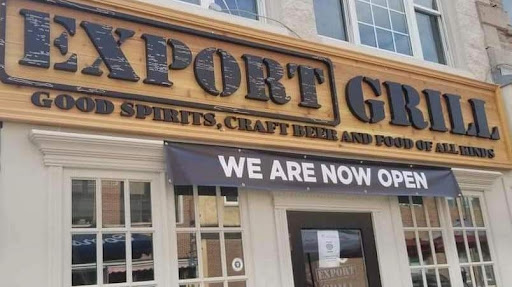 EXPORT GRILL
GOOD SPIRITS, CRAFT BEER AND FOOD OF ALL KINDS
WE ARE NOW OPEN
EXPORT